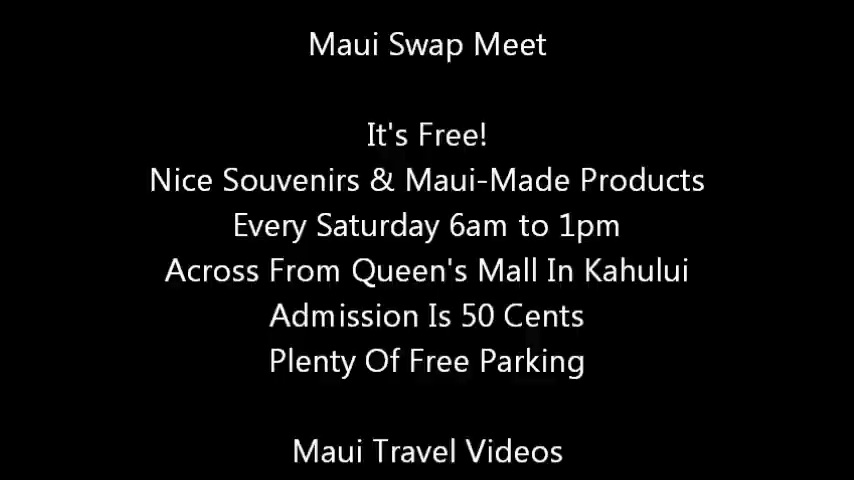 Maui Swap Meet
It's Free!
Nice Souvenirs & Maui-Made Products
Every Saturday 6am to 1pm
Across From Queen's Mall In Kahului
Admission Is 50 Cents
Plenty Of Free Parking
Maui Travel Videos